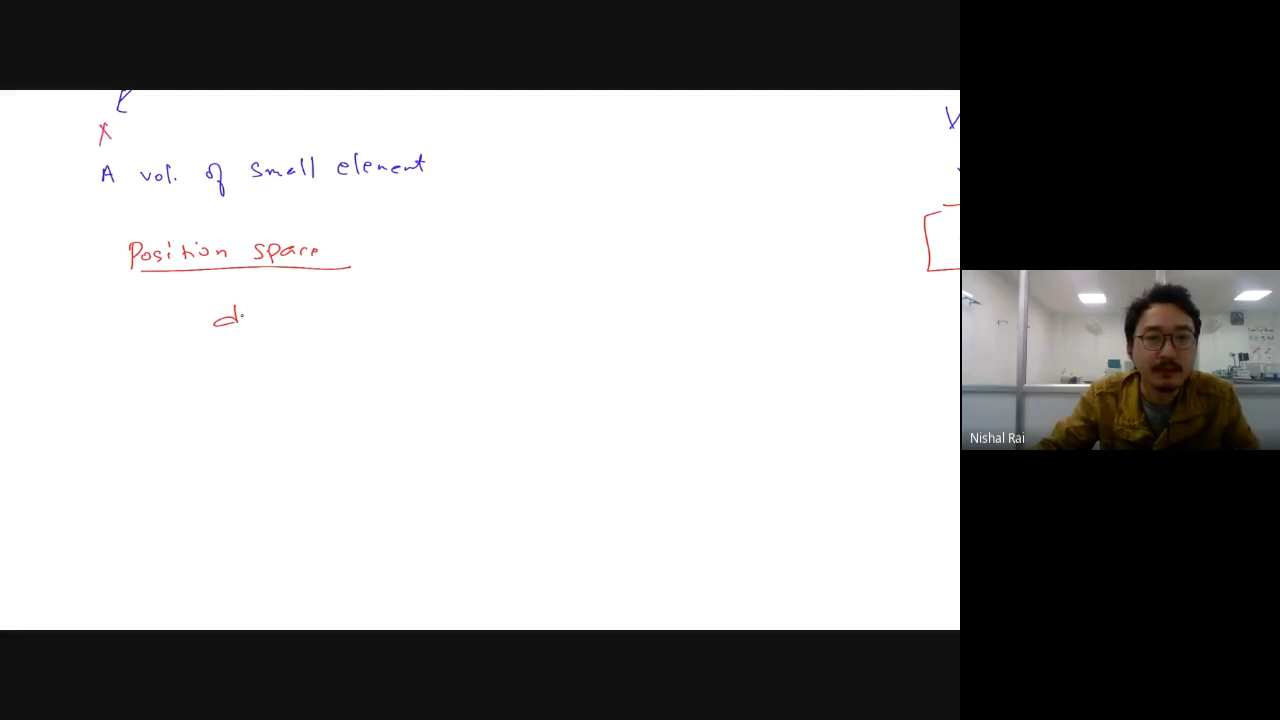 X
A vol. of small element
Position space
d
Nishal Rai